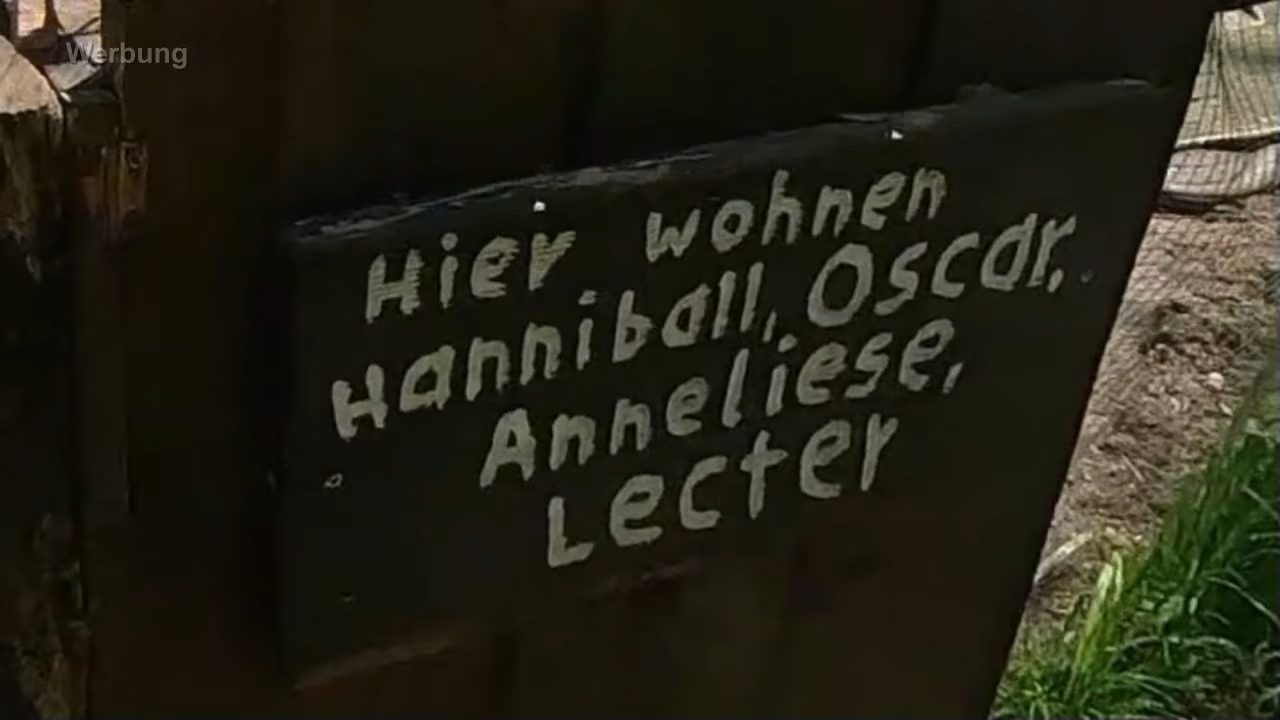 Werbung
Hier wohnen
Hanniball, Oscar,
Anneliese,
Lecter